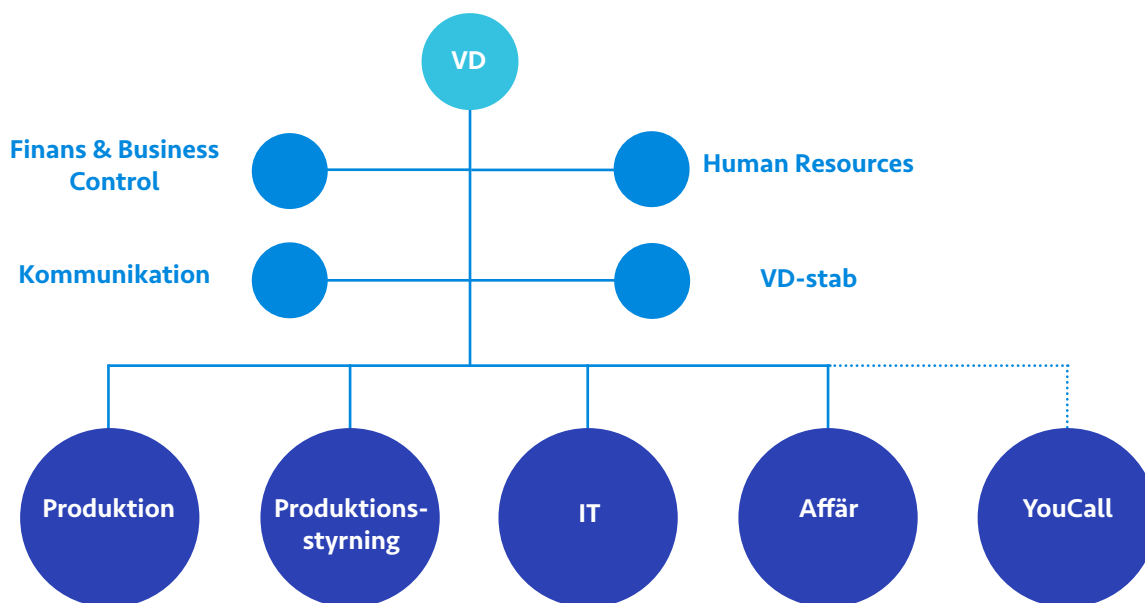 VD
Finans & Business
Control
Human Resources
Kommunikation
VD-stab
Produktion
Produktions-
styrning
IT
Affär
YouCall